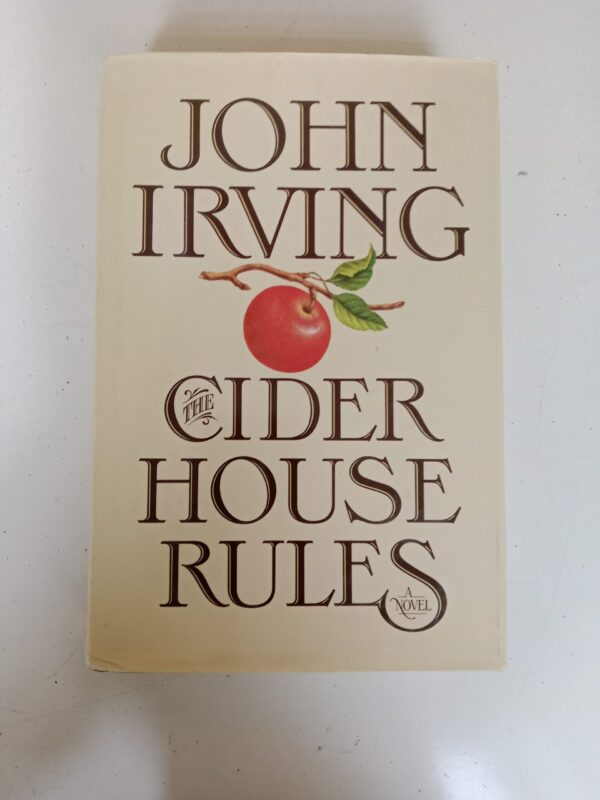 JOHN
IRVING
THE
CIDER
HOUSE
RULES
A
NOVEL